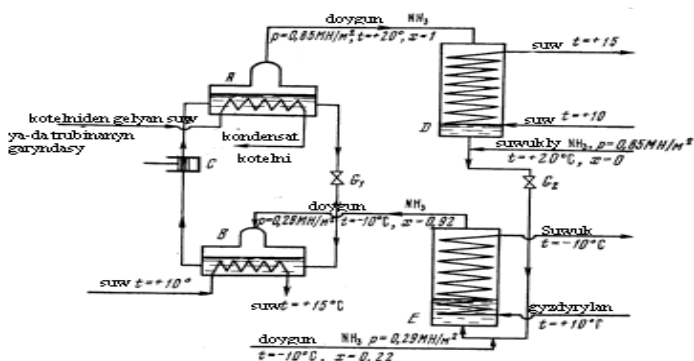 doygun NH₃
p=0,85MH/m², t=+20°, x=1
suw t=+15
A
kotelniden gelyan suw
ya-da trubinanyn
garyndasy
kondensat
kotelni
suw t=+10
D
suwukly NH₃, p=0,85MH/m²
t=+20°C, x=0
C
G₁
G₂
doygun NH₃
p=0,29MH/m² t=-10°C, x=0,92
B
Suwuk
t=-10°C
suw t=+10°
suw t=+15°C
E
gyzdyrylan
t=+10°C
doygun NH₃ p=0,29MH/m²
t=-10°C, x=0,22